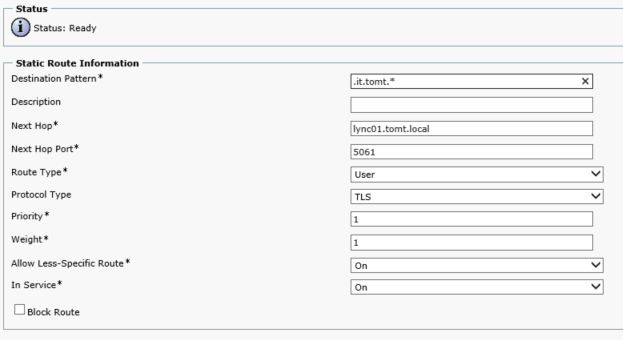 Status
Status: Ready
Static Route Information
Destination Pattern* .it.tomt.* ×
Description
Next Hop* lync01.tomt.local
Next Hop Port* 5061
Route Type* User
Protocol Type TLS
Priority* 1
Weight* 1
Allow Less-Specific Route* On
In Service* On
Block Route